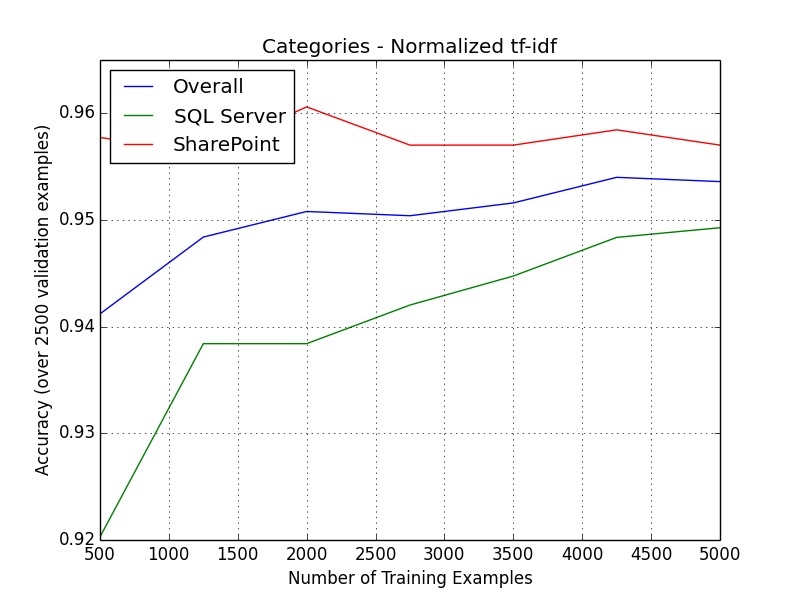 Categories - Normalized tf-idf
Overall
SQL Server
SharePoint
0.96
0.95
0.94
0.93
0.92
Accuracy (over 2500 validation examples)
500 1000 1500 2000 2500 3000 3500 4000 4500 5000
Number of Training Examples